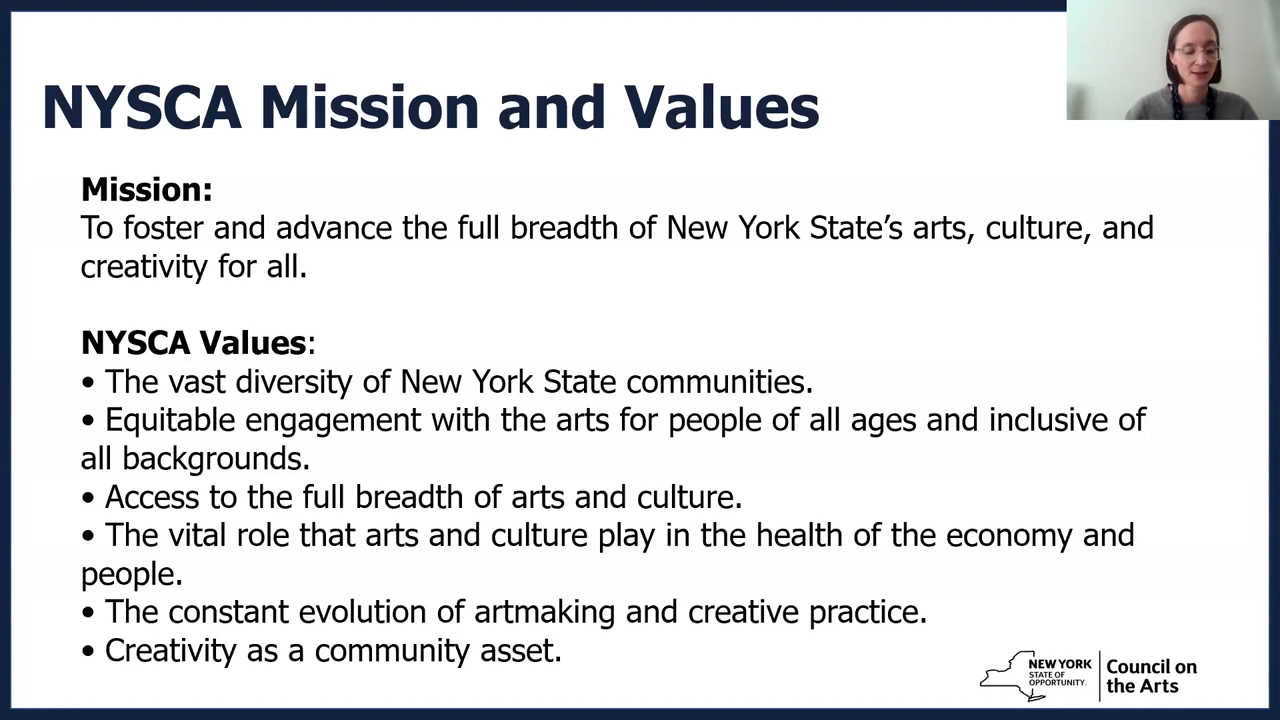 NYSCA Mission and Values
Mission:
To foster and advance the full breadth of New York State’s arts, culture, and
creativity for all.
NYSCA Values:
• The vast diversity of New York State communities.
• Equitable engagement with the arts for people of all ages and inclusive of
all backgrounds.
• Access to the full breadth of arts and culture.
• The vital role that arts and culture play in the health of the economy and
people.
• The constant evolution of artmaking and creative practice.
• Creativity as a community asset.
NEW YORK
STATE OF
OPPORTUNITY.
Council on
the Arts